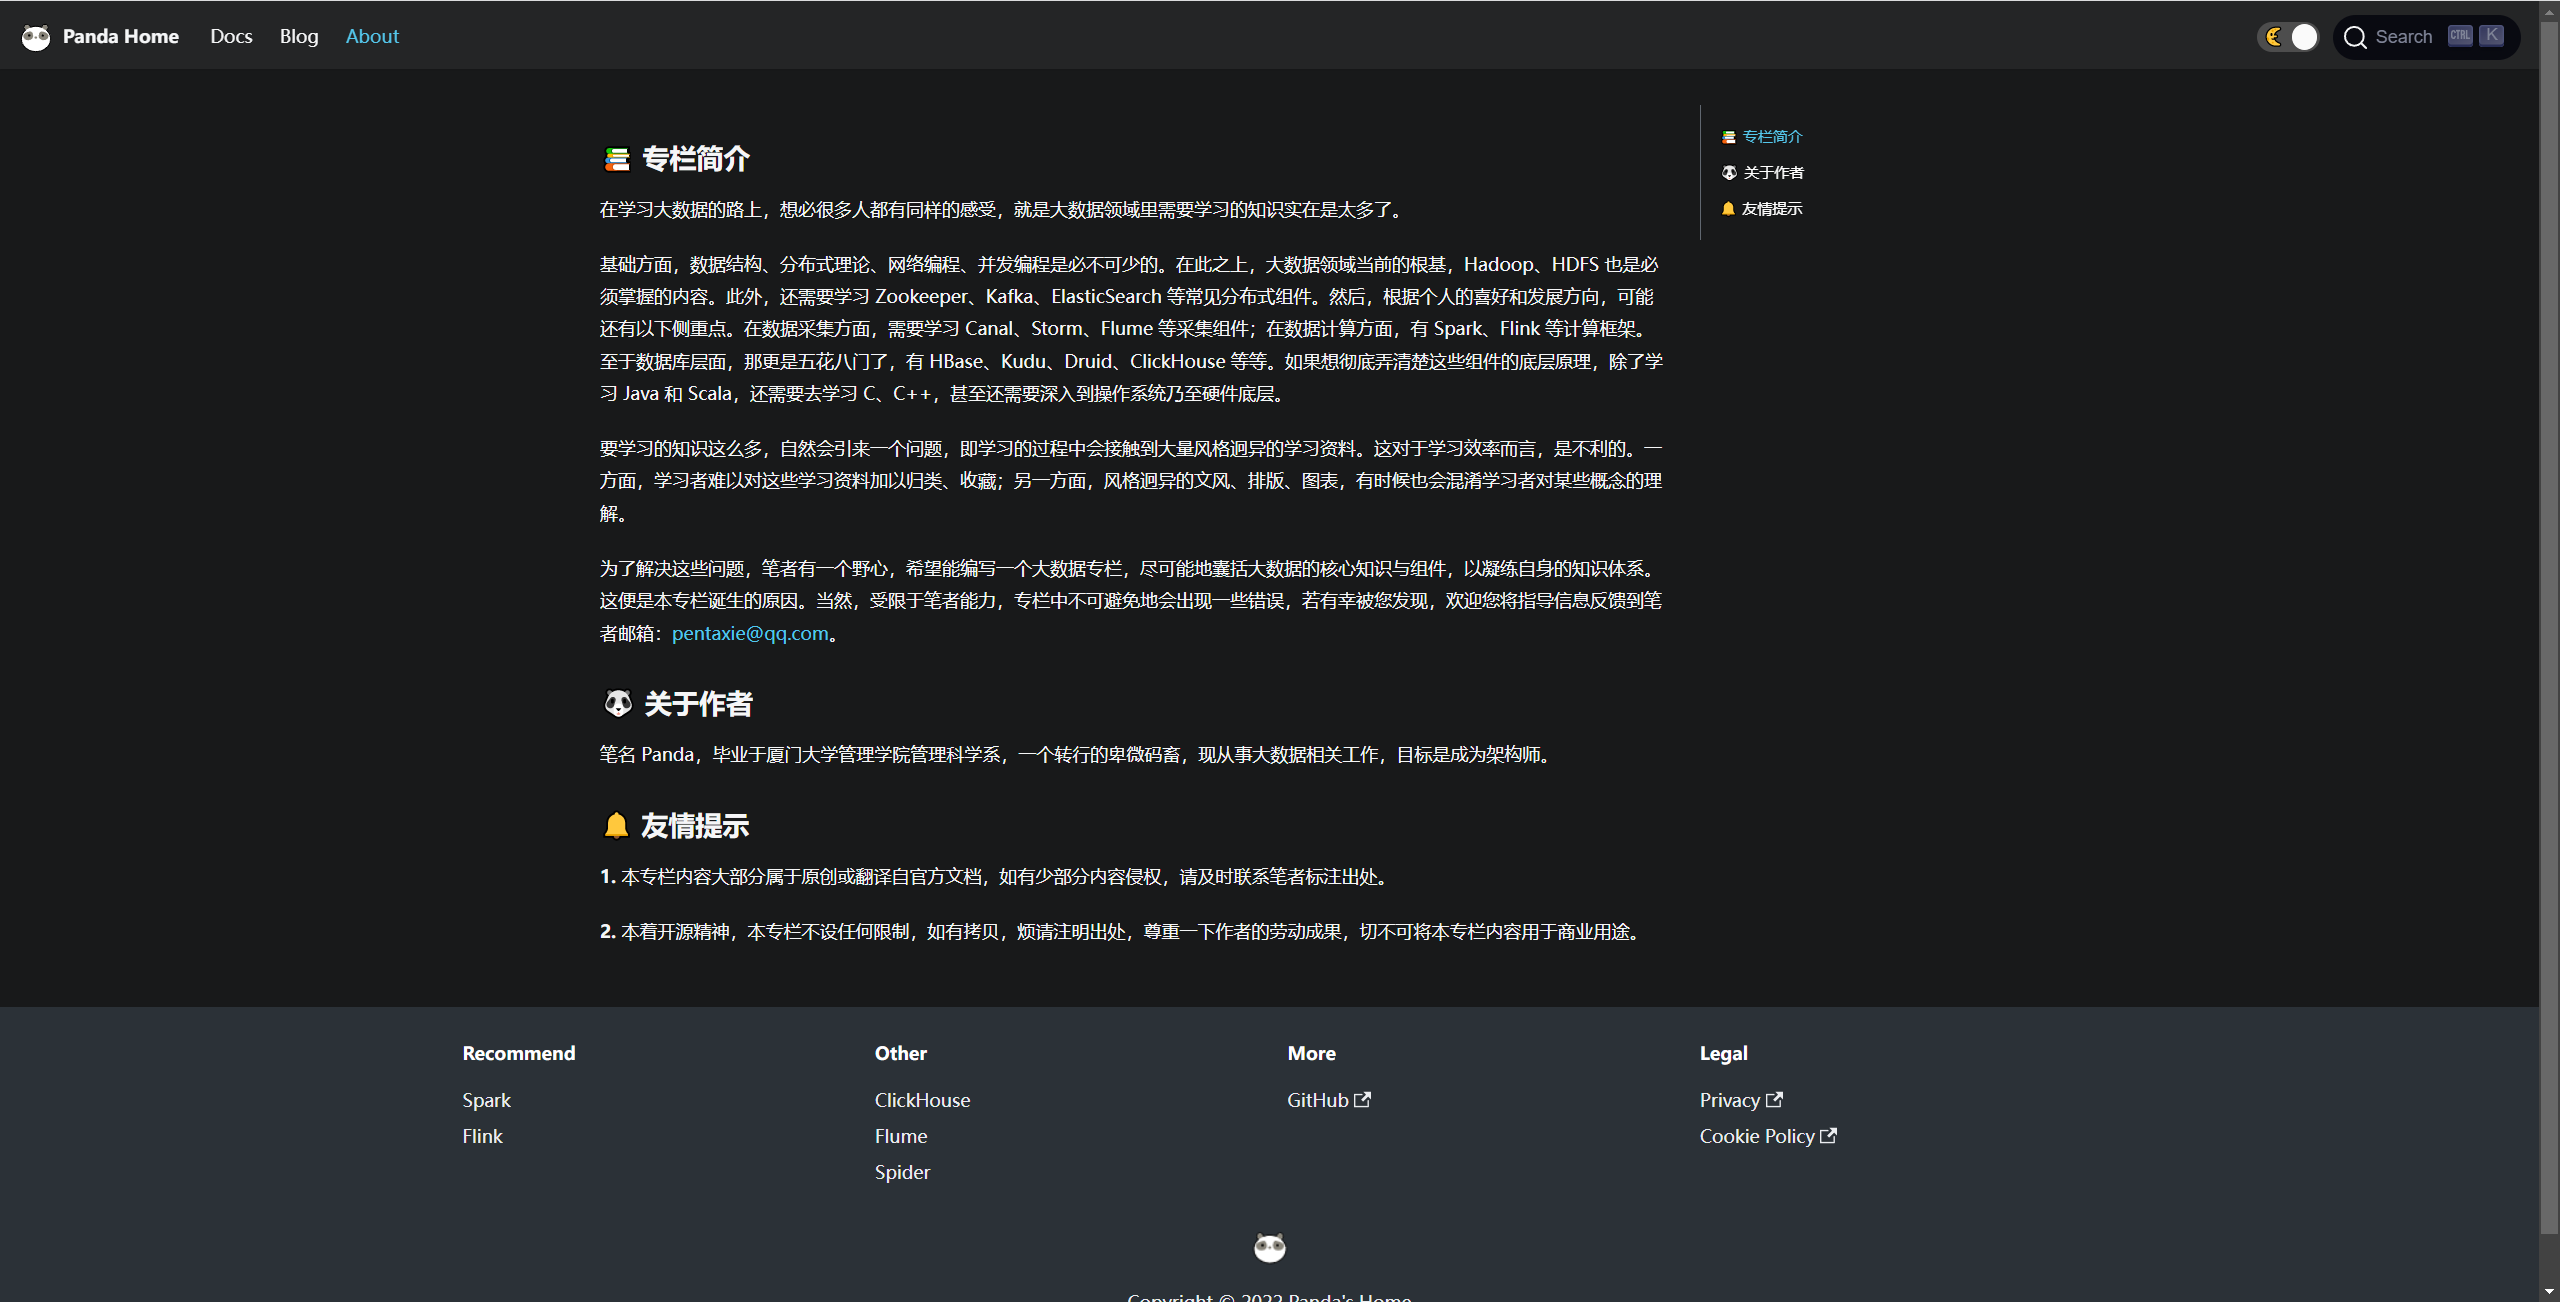 Panda Home Docs Blog About Search CTRL K
专栏简介
在学习大数据的路上，想必很多人都有同样的感受，就是大数据领域里需要学习的知识实在是太多了。
基础方面，数据结构、分布式理论、网络编程、并发编程是必不可少的。在此之上，大数据领域当前的根基，Hadoop、HDFS 也是必
须掌握的内容。此外，还需要学习 Zookeeper、Kafka、ElasticSearch 等常见分布式组件。然后，根据个人的喜好和发展方向，可能
还有以下侧重点。在数据采集方面，需要学习 Canal、Storm、Flume 等采集组件；在数据计算方面，有 Spark、Flink 等计算框架。
至于数据库层面，那更是五花八门了，有 HBase、Kudu、Druid、ClickHouse 等等。如果想彻底弄清楚这些组件的底层原理，除了学
习 Java 和 Scala，还需要去学习 C、C++，甚至还需要深入到操作系统乃至硬件底层。
要学习的知识这么多，自然会引来一个问题，即学习的过程中会接触到大量风格迥异的学习资料。这对于学习效率而言，是不利的。一
方面，学习者难以对这些学习资料加以归类、收藏；另一方面，风格迥异的文风、排版、图表，有时候也会混淆学习者对某些概念的理
解。
为了解决这些问题，笔者有一个野心，希望能编写一个大数据专栏，尽可能地囊括大数据的核心知识与组件，以凝练自身的知识体系。
这便是本专栏诞生的原因。当然，受限于笔者能力，专栏中不可避免地会出现一些错误，若有幸被您发现，欢迎您将指导信息反馈到笔
者邮箱：pentaxie@qq.com。
关于作者
笔名 Panda，毕业于厦门大学管理学院管理科学系，一个转行的卑微码畜，现从事大数据相关工作，目标是成为架构师。
友情提示
1. 本专栏内容大部分属于原创或翻译自官方文档，如有少部分内容侵权，请及时联系笔者标注出处。
2. 本着开源精神，本专栏不设任何限制，如有拷贝，烦请注明出处，尊重一下作者的劳动成果，切不可将本专栏内容用于商业用途。
专栏简介
关于作者
友情提示
Recommend
Spark
Flink
Other
ClickHouse
Flume
Spider
More
GitHub
Legal
Privacy
Cookie Policy
Copyright © 2022 Panda's Home